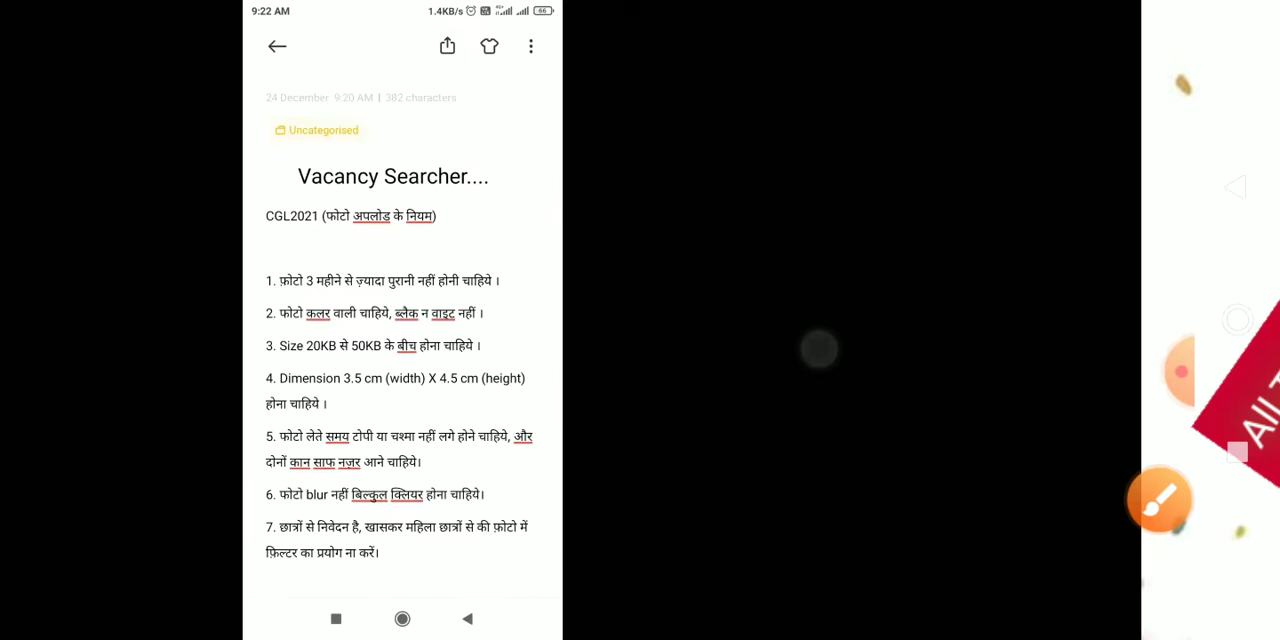 9:22 AM
1.4KB/s
66
24 December 9:20 AM | 382 characters
Uncategorised
Vacancy Searcher....
CGL2021 (फोटो अपलोड के नियम)
1. फ़ोटो 3 महीने से ज़्यादा पुरानी नहीं होनी चाहिये ।
2. फोटो कलर वाली चाहिये, ब्लैक न वाइट नहीं ।
3. Size 20KB से 50KB के बीच होना चाहिये ।
4. Dimension 3.5 cm (width) X 4.5 cm (height)
होना चाहिये ।
5. फोटो लेते समय टोपी या चश्मा नहीं लगे होने चाहिये, और
दोनों कान साफ नज़र आने चाहिये।
6. फोटो blur नहीं बिल्कुल क्लियर होना चाहिये।
7. छात्रों से निवेदन है, खासकर महिला छात्रों से की फ़ोटो में
फ़िल्टर का प्रयोग ना करें।
All